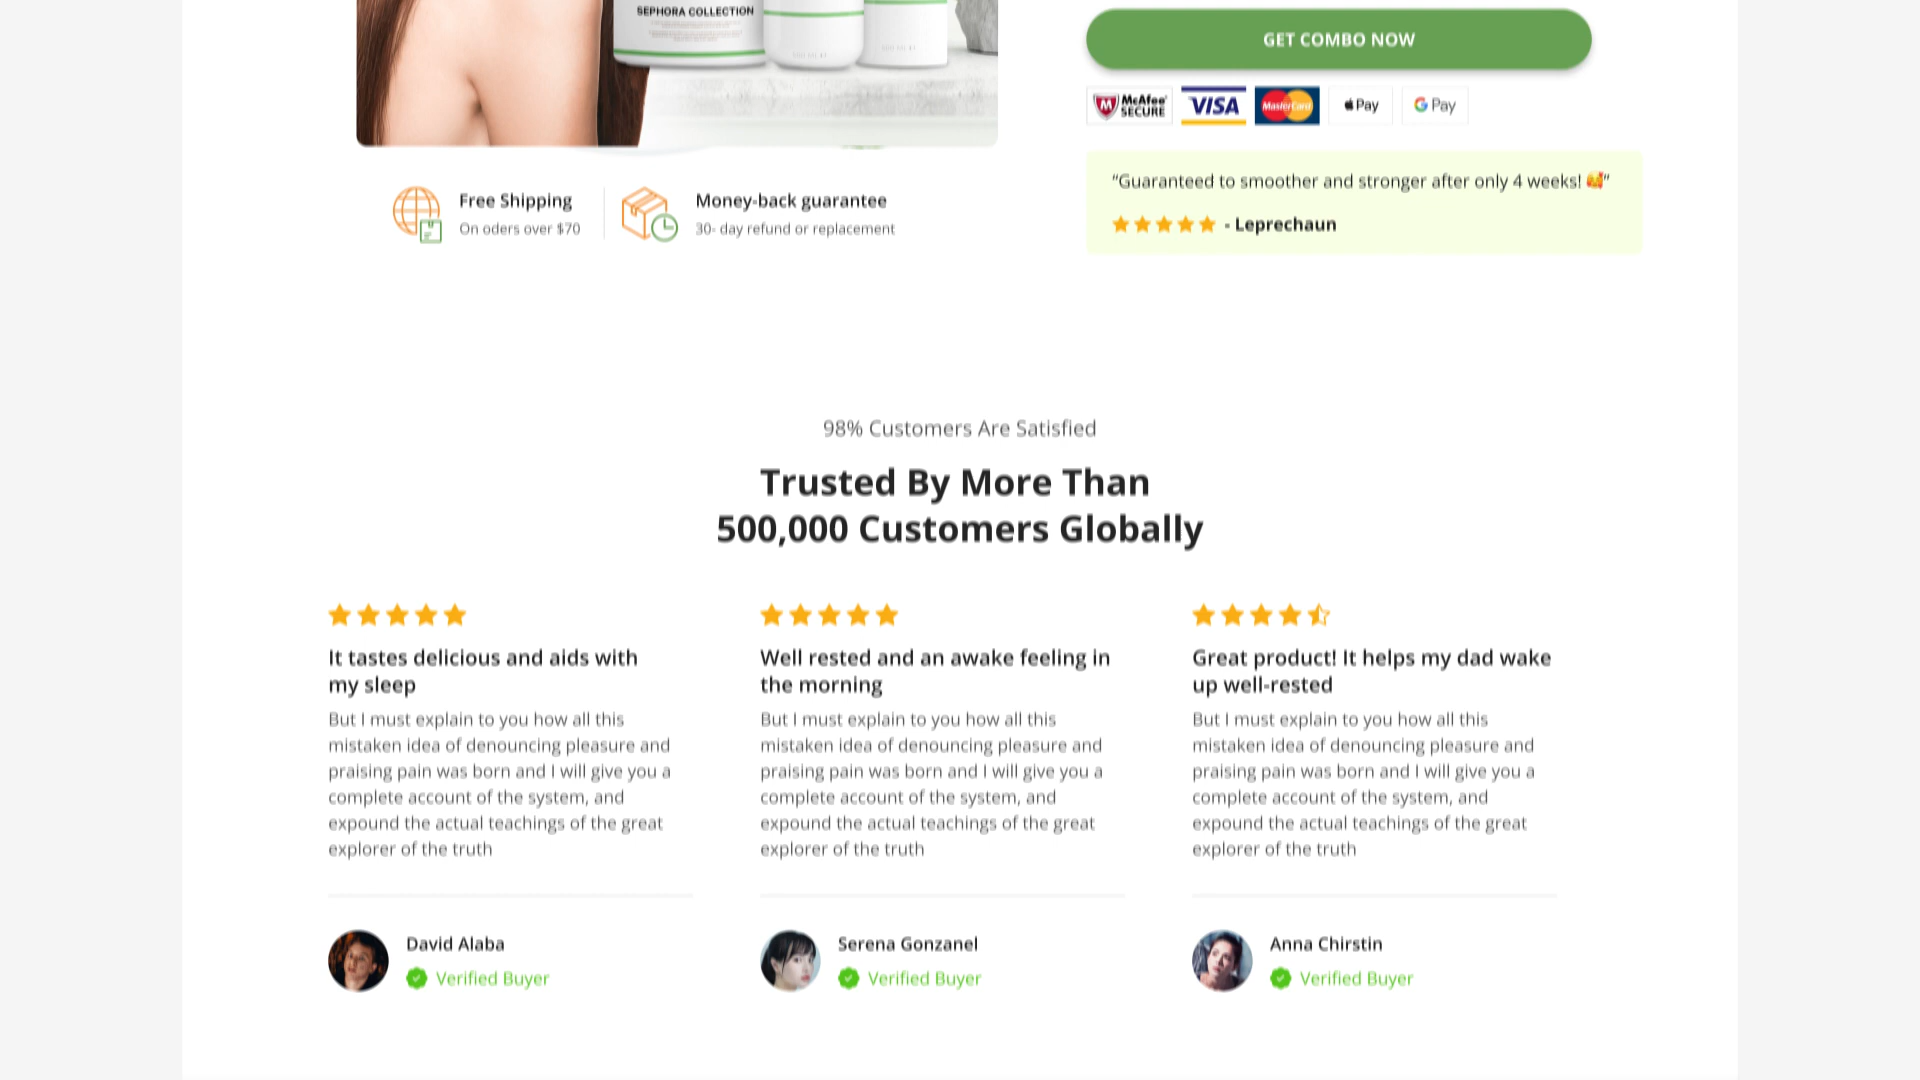 SEPHORA COLLECTION
GET COMBO NOW
McAfee SECURE
VISA
MasterCard
Pay
G Pay
Free Shipping
On oders over $70
Money-back guarantee
30- day refund or replacement
"Guaranteed to smoother and stronger after only 4 weeks! 🥰"
- Leprechaun
98% Customers Are Satisfied
Trusted By More Than
500,000 Customers Globally
It tastes delicious and aids with
my sleep
But I must explain to you how all this
mistaken idea of denouncing pleasure and
praising pain was born and I will give you a
complete account of the system, and
expound the actual teachings of the great
explorer of the truth
David Alaba
Verified Buyer
Well rested and an awake feeling in
the morning
But I must explain to you how all this
mistaken idea of denouncing pleasure and
praising pain was born and I will give you a
complete account of the system, and
expound the actual teachings of the great
explorer of the truth
Serena Gonzanel
Verified Buyer
Great product! It helps my dad wake
up well-rested
But I must explain to you how all this
mistaken idea of denouncing pleasure and
praising pain was born and I will give you a
complete account of the system, and
expound the actual teachings of the great
explorer of the truth
Anna Chirstin
Verified Buyer